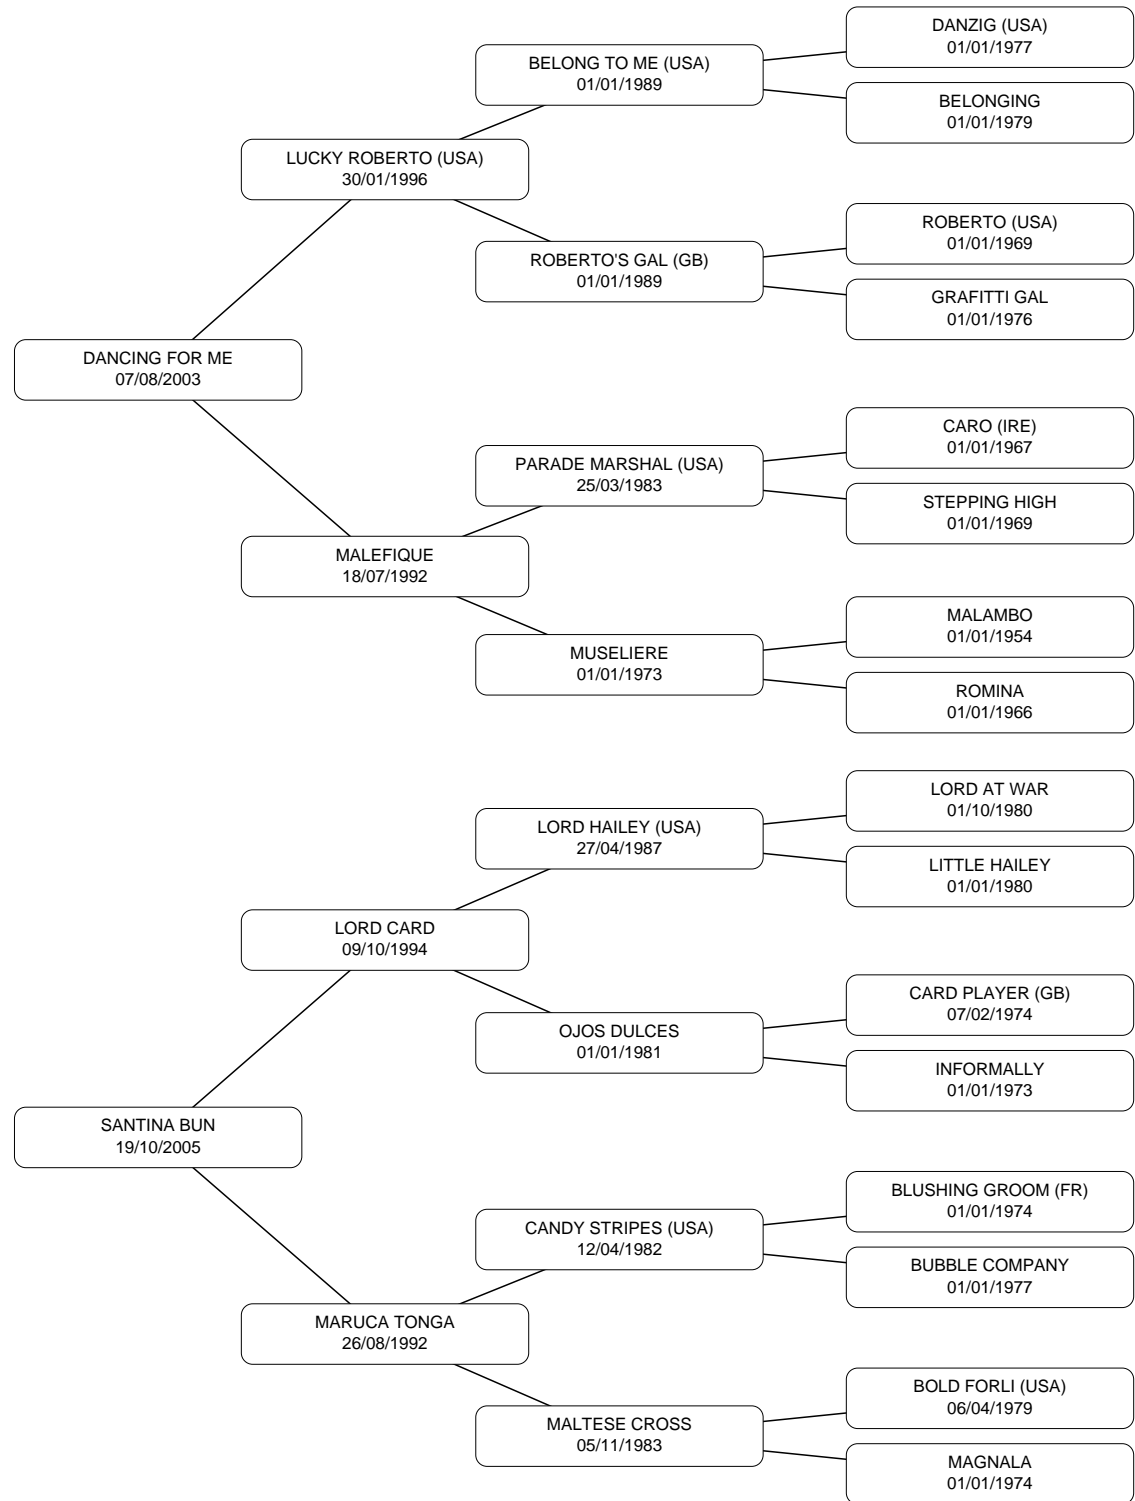 DANZIG (USA)
01/01/1977
BELONG TO ME (USA)
01/01/1989
BELONGING
01/01/1979
LUCKY ROBERTO (USA)
30/01/1996
ROBERTO (USA)
01/01/1969
ROBERTO'S GAL (GB)
01/01/1989
GRAFITTI GAL
01/01/1976
DANCING FOR ME
07/08/2003
CARO (IRE)
01/01/1967
PARADE MARSHAL (USA)
25/03/1983
STEPPING HIGH
01/01/1969
MALEFIQUE
18/07/1992
MALAMBO
01/01/1954
MUSELIERE
01/01/1973
ROMINA
01/01/1966
LORD AT WAR
01/10/1980
LORD HAILEY (USA)
27/04/1987
LITTLE HAILEY
01/01/1980
LORD CARD
09/10/1994
CARD PLAYER (GB)
07/02/1974
OJOS DULCES
01/01/1981
INFORMALLY
01/01/1973
SANTINA BUN
19/10/2005
BLUSHING GROOM (FR)
01/01/1974
CANDY STRIPES (USA)
12/04/1982
BUBBLE COMPANY
01/01/1977
MARUCA TONGA
26/08/1992
BOLD FORLI (USA)
06/04/1979
MALTESE CROSS
05/11/1983
MAGNALA
01/01/1974